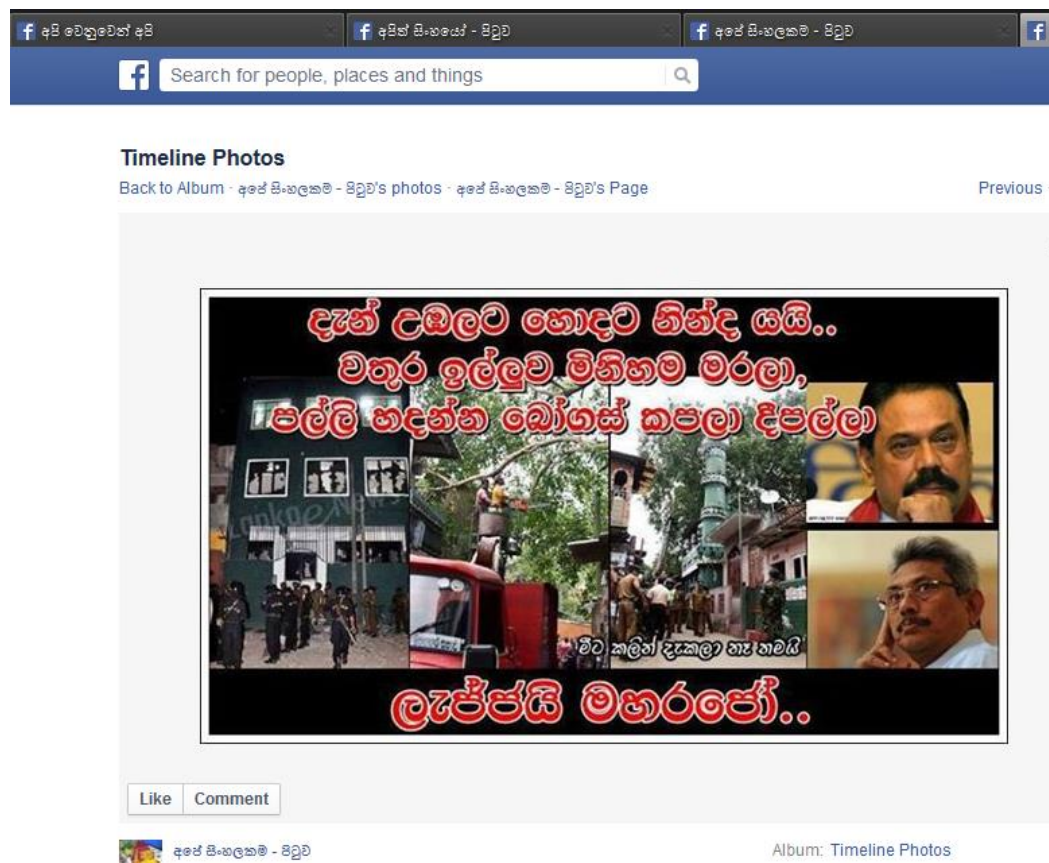 අපි වෙනුවෙන් අපි
අපිත් සිංහයෝ - පිටුව
අපේ සිංහලකම - පිටුව
Search for people, places and things
Timeline Photos
Back to Album · අපේ සිංහලකම - පිටුව's photos · අපේ සිංහලකම - පිටුව's Page
Previous
දැන් උඹලට හොදට නින්ද යයි..
වතුර ඉල්ලුව මිනිහම මරලා,
පල්ලි හදන්න බෝගස් කපලා දීපල්ලා
මීට කලින් දැකලා නෑ තමයි
ලැජ්ජයි මහරජෝ..
Like Comment
අපේ සිංහලකම - පිටුව
Album: Timeline Photos